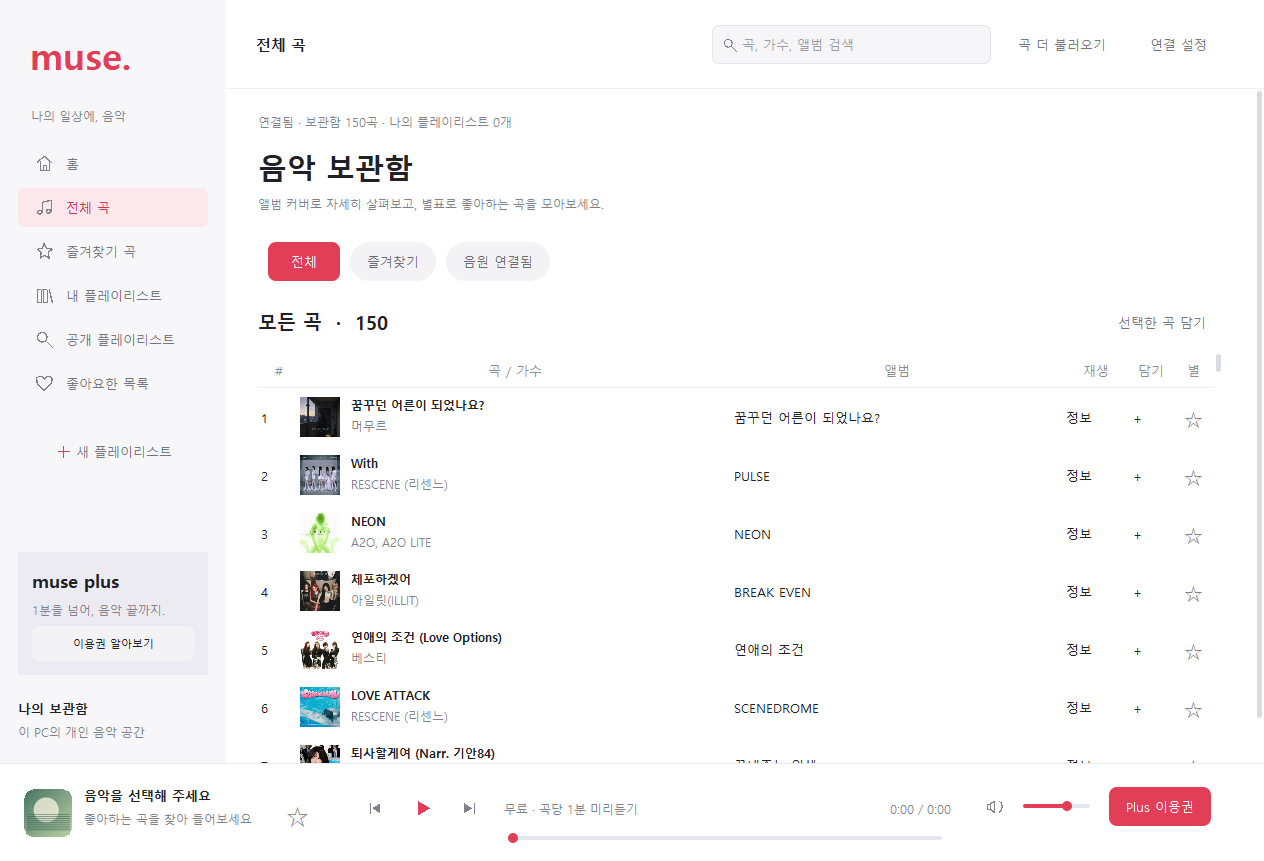 muse.
나의 일상에, 음악
홈
전체 곡
즐겨찾기 곡
내 플레이리스트
공개 플레이리스트
좋아요한 목록
+ 새 플레이리스트
muse plus
1분을 넘어, 음악 끝까지.
이용권 알아보기
나의 보관함
이 PC의 개인 음악 공간
전체 곡
곡, 가수, 앨범 검색
곡 더 불러오기
연결 설정
연결됨 · 보관함 150곡 · 나의 플레이리스트 0개
음악 보관함
앨범 커버로 자세히 살펴보고, 별표로 좋아하는 곡을 모아보세요.
전체 즐겨찾기 음원 연결됨
모든 곡 · 150 선택한 곡 담기
# 곡 / 가수 앨범 재생 담기 별
1 꿈꾸던 어른이 되었나요? 꿈꾸던 어른이 되었나요? 정보 + ☆
머무르
2 With PULSE 정보 + ☆
RESCENE (리센느)
3 NEON NEON 정보 + ☆
A2O, A2O LITE
4 체포하겠어 BREAK EVEN 정보 + ☆
아일릿(ILLIT)
5 연애의 조건 (Love Options) 연애의 조건 정보 + ☆
베스티
6 LOVE ATTACK SCENEDROME 정보 + ☆
RESCENE (리센느)
퇴사할게여 (Narr. 기안84)
음악을 선택해 주세요
좋아하는 곡을 찾아 들어보세요
무료 · 곡당 1분 미리듣기
0:00 / 0:00
Plus 이용권